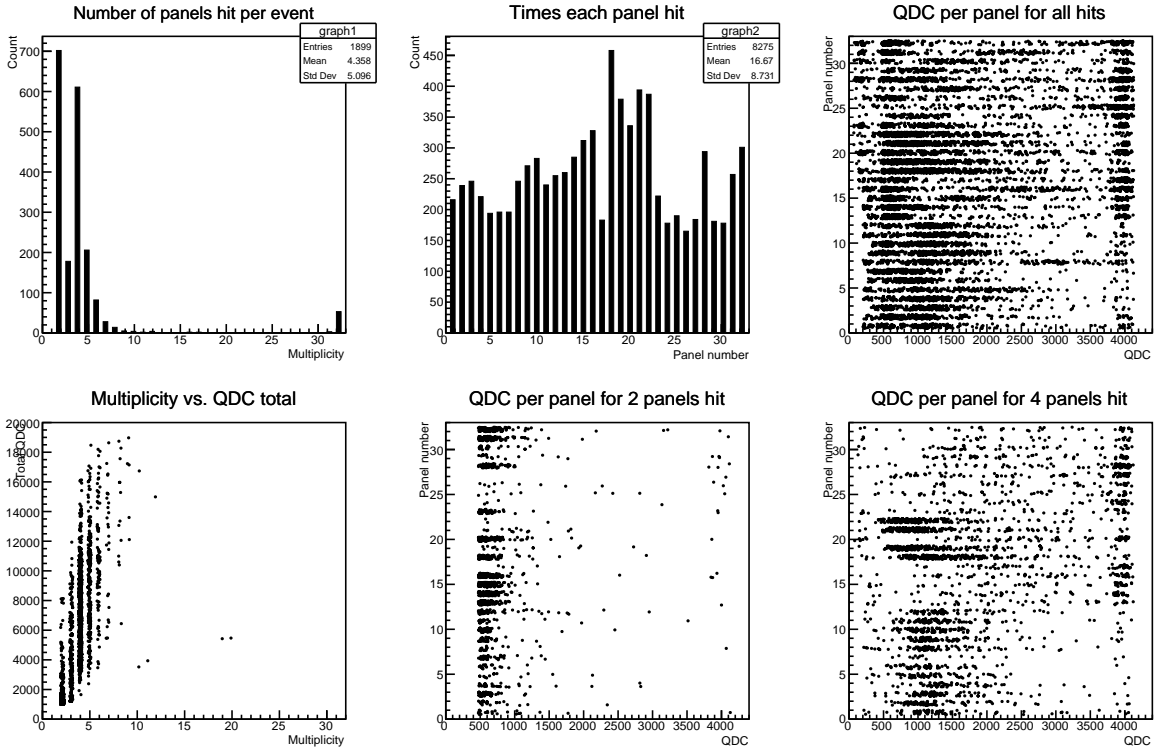 Number of panels hit per event
graph1
Entries 1899
Mean 4.358
Std Dev 5.096
Count
700
600
500
400
300
200
100
0
0 5 10 15 20 25 30
Multiplicity
Times each panel hit
graph2
Entries 8275
Mean 16.67
Std Dev 8.731
Count
450
400
350
300
250
200
150
100
50
0
0 5 10 15 20 25 30
Panel number
QDC per panel for all hits
Panel number
30
25
20
15
10
5
0
0 500 1000 1500 2000 2500 3000 3500 4000
QDC
Multiplicity vs. QDC total
Total QDC
20000
18000
16000
14000
12000
10000
8000
6000
4000
2000
0
0 5 10 15 20 25 30
Multiplicity
QDC per panel for 2 panels hit
Panel number
30
25
20
15
10
5
0
0 500 1000 1500 2000 2500 3000 3500 4000
QDC
QDC per panel for 4 panels hit
Panel number
30
25
20
15
10
5
0
0 500 1000 1500 2000 2500 3000 3500 4000
QDC